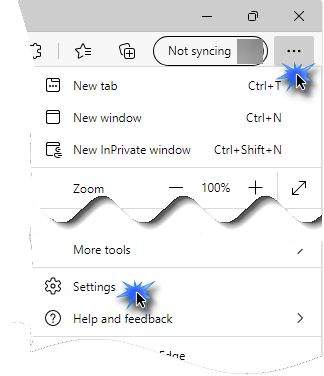 Not syncing
New tab Ctrl+T
New window Ctrl+N
New InPrivate window Ctrl+Shift+N
Zoom 100%
More tools
Settings
Help and feedback
Edge